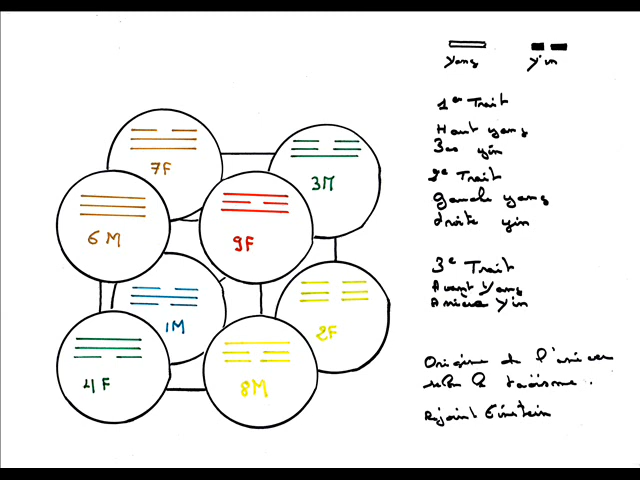 Yang Yin
1er Trait
Haut yang
Bas yin
2e Trait
gauche yang
droite yin
3e Trait
Avant Yang
Arrière Yin
Origine de l'univers
selon le taoïsme.
Rejoint Einstein
7F
3M
6M
9F
1M
2F
4F
8M